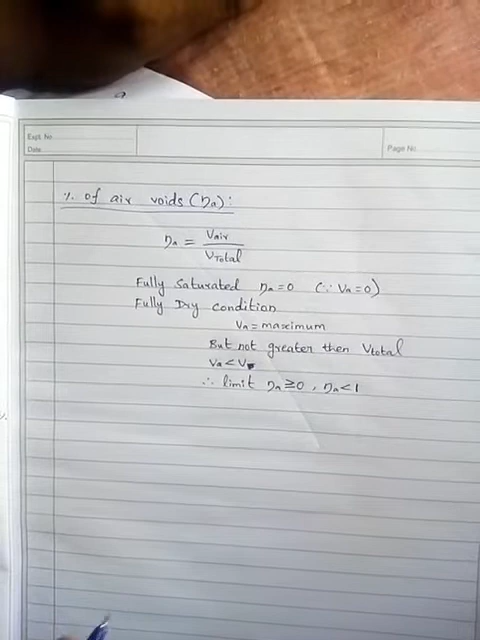 Expt. No.
Date
Page No.
% of air voids (ηa):
ηa = Vair / VTotal
Fully Saturated ηa = 0 (∵ Va = 0)
Fully Dry condition
Va = maximum
But not greater then Vtotal
Va < V
∴ limit ηa ≥ 0, ηa < 1